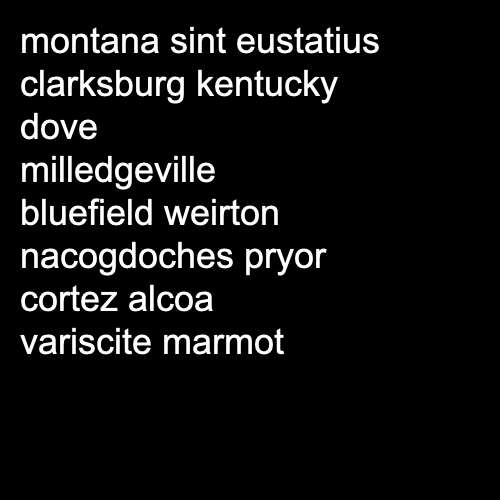 montana sint eustatius
clarksburg kentucky
dove
milledgeville
bluefield weirton
nacogdoches pryor
cortez alcoa
variscite marmot